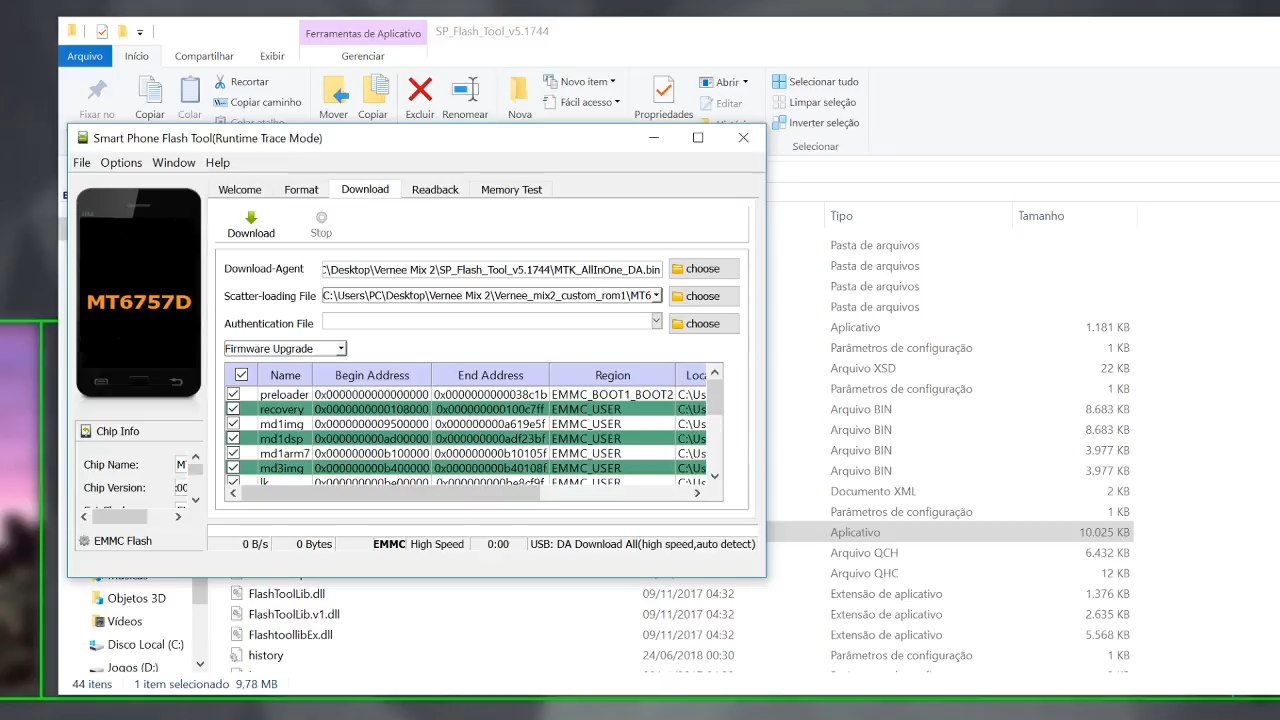 Ferramentas de Aplicativo
SP_Flash_Tool_v5.1744
Arquivo
Início
Compartilhar
Exibir
Gerenciar
Fixar no
Copiar
Colar
Recortar
Copiar caminho
Colar atalho
Mover
Copiar
Excluir
Renomear
Nova
Novo item
Fácil acesso
Propriedades
Abrir
Editar
Selecionar tudo
Limpar seleção
Inverter seleção
Selecionar
Smart Phone Flash Tool(Runtime Trace Mode)
File Options Window Help
MT6757D
Welcome Format Download Readback Memory Test
Download Stop
Download-Agent :\Desktop\Vernee Mix 2\SP_Flash_Tool_v5.1744\MTK_AllInOne_DA.bin choose
Scatter-loading File C:\Users\PC\Desktop\Vernee Mix 2\Vernee_mix2_custom_rom1\MT6 choose
Authentication File choose
Firmware Upgrade
Name Begin Address End Address Region Loca
preloader 0x0000000000000000 0x0000000000038c1b EMMC_BOOT1_BOOT2 C:\Us
recovery 0x0000000000108000 0x000000000100c7ff EMMC_USER C:\Us
md1img 0x0000000009500000 0x000000000a619e5f EMMC_USER C:\Us
md1dsp 0x000000000ad00000 0x000000000adf23bf EMMC_USER C:\Us
md1arm7 0x000000000b100000 0x000000000b10105f EMMC_USER C:\Us
md3img 0x000000000b400000 0x000000000b40108f EMMC_USER C:\Us
lk 0x000000000be00000 0x000000000be8cf9f EMMC_USER C:\Us
Chip Info
Chip Name:
Chip Version:
EMMC Flash
0 B/s 0 Bytes EMMC High Speed 0:00 USB: DA Download All(high speed,auto detect)
Tipo Tamanho
Pasta de arquivos
Pasta de arquivos
Pasta de arquivos
Pasta de arquivos
Aplicativo 1.181 KB
Parâmetros de configuração 1 KB
Arquivo XSD 22 KB
Parâmetros de configuração 1 KB
Arquivo BIN 8.683 KB
Arquivo BIN 8.683 KB
Arquivo BIN 3.977 KB
Arquivo BIN 3.977 KB
Documento XML 2 KB
Parâmetros de configuração 1 KB
Aplicativo 10.025 KB
Arquivo QCH 6.432 KB
Arquivo QHC 12 KB
FlashToolLib.dll 09/11/2017 04:32 Extensão de aplicativo 1.376 KB
FlashToolLib.v1.dll 09/11/2017 04:32 Extensão de aplicativo 2.635 KB
FlashtoollibEx.dll 09/11/2017 04:32 Extensão de aplicativo 5.568 KB
history 24/06/2018 00:30 Parâmetros de configuração 1 KB
Músicas
Objetos 3D
Vídeos
Disco Local (C:)
Jogos (D:)
44 itens 1 item selecionado 9,78 MB